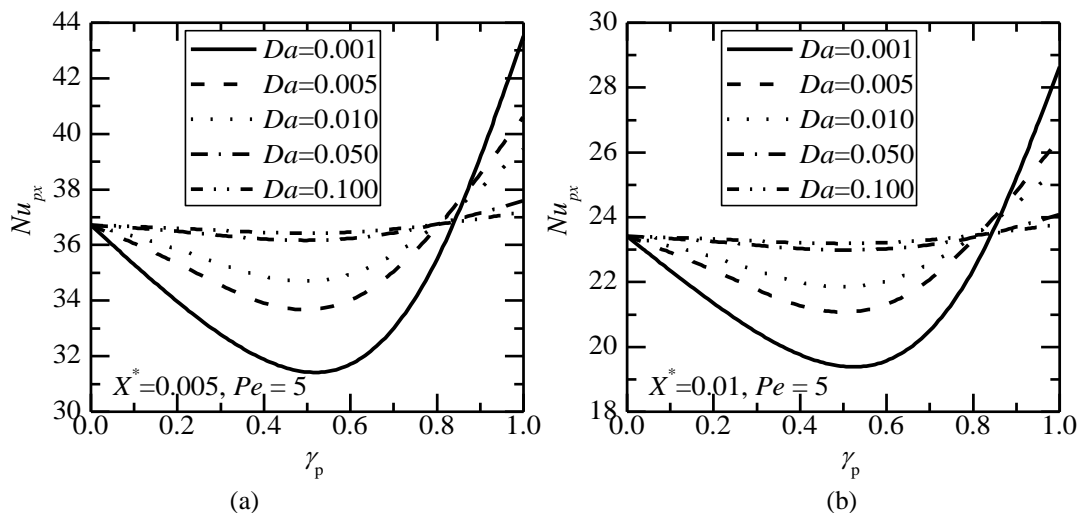 44
42
40
38
36
34
32
30
Nu_px
Da=0.001
Da=0.005
Da=0.010
Da=0.050
Da=0.100
X*=0.005, Pe = 5
0.0 0.2 0.4 0.6 0.8 1.0
γ_p
(a)
30
28
26
24
22
20
18
Nu_px
Da=0.001
Da=0.005
Da=0.010
Da=0.050
Da=0.100
X*=0.01, Pe = 5
0.0 0.2 0.4 0.6 0.8 1.0
γ_p
(b)